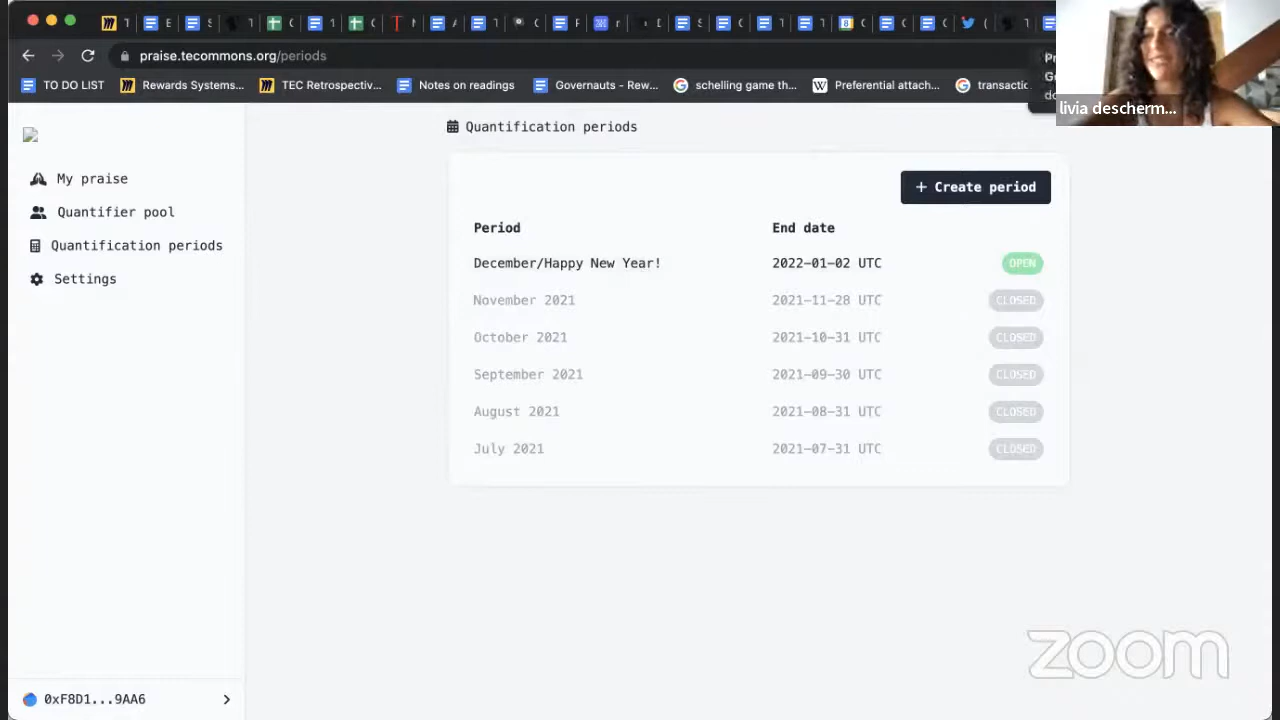 praise.tecommons.org/periods
TO DO LIST
Rewards Systems...
TEC Retrospectiv...
Notes on readings
Governauts - Rew...
schelling game th...
Preferential attach...
livia descherm...
Quantification periods
My praise
Quantifier pool
Quantification periods
Settings
+ Create period
Period End date
December/Happy New Year! 2022-01-02 UTC OPEN
November 2021 2021-11-28 UTC CLOSED
October 2021 2021-10-31 UTC CLOSED
September 2021 2021-09-30 UTC CLOSED
August 2021 2021-08-31 UTC CLOSED
July 2021 2021-07-31 UTC CLOSED
zoom
0xF8D1...9AA6